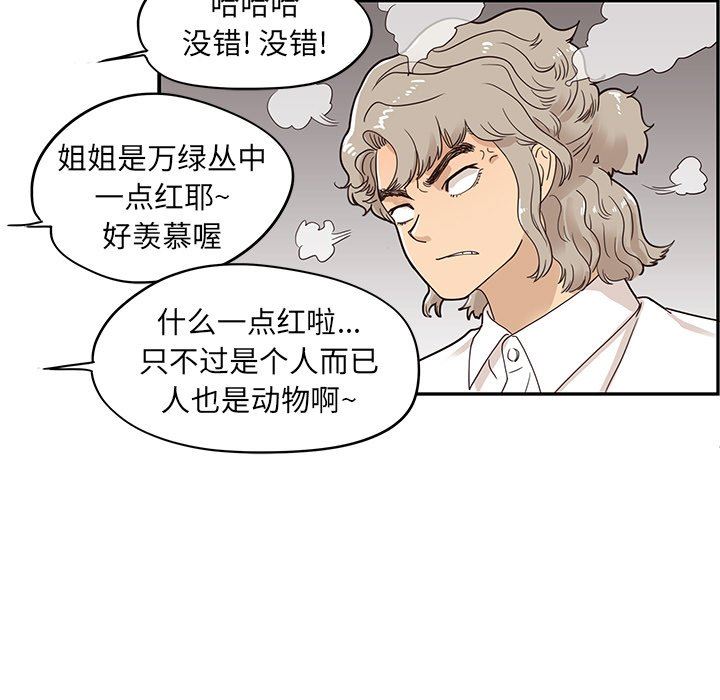 哈哈哈
没错! 没错!
姐姐是万绿丛中
一点红耶~
好羡慕喔
什么一点红啦...
只不过是个人而已
人也是动物啊~